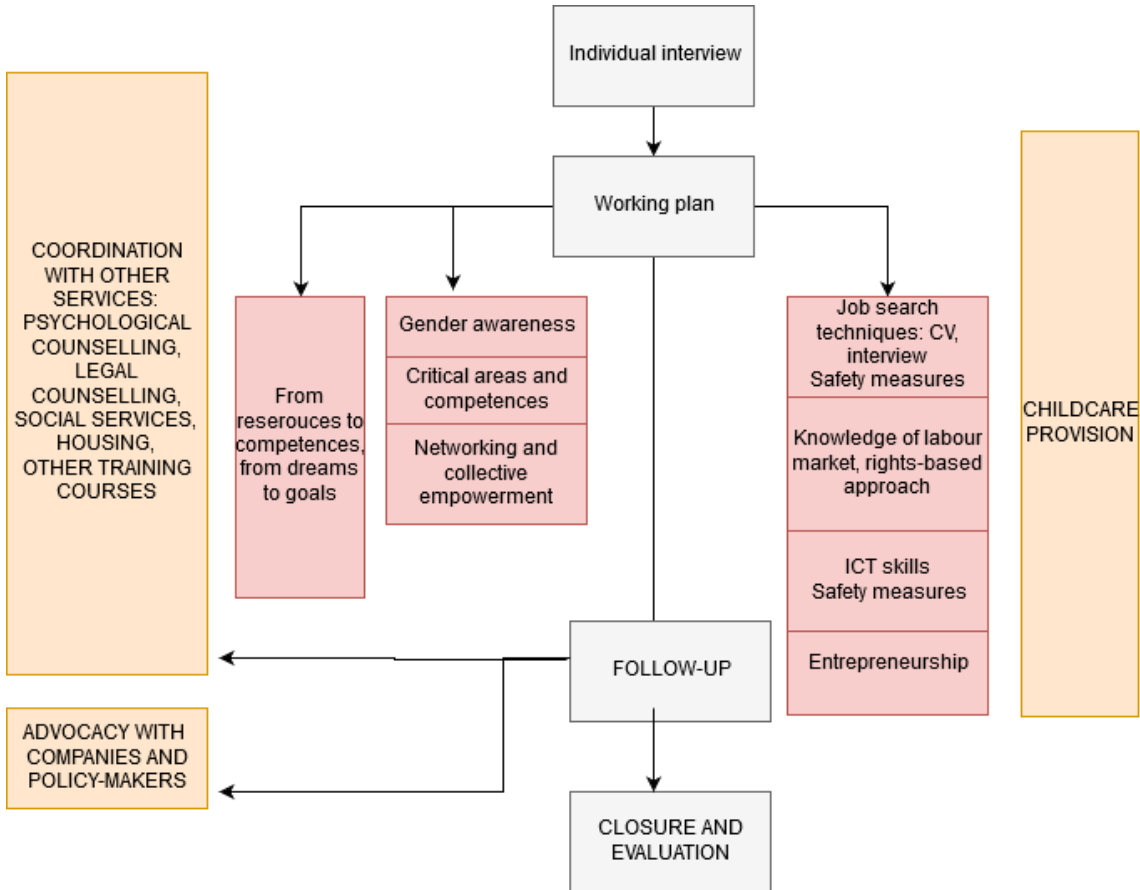 Individual interview
Working plan
COORDINATION
WITH OTHER
SERVICES:
PSYCHOLOGICAL
COUNSELLING,
LEGAL
COUNSELLING,
SOCIAL SERVICES,
HOUSING,
OTHER TRAINING
COURSES
From
reserouces to
competences,
from dreams
to goals
Gender awareness
Critical areas and
competences
Networking and
collective
empowerment
Job search
techniques: CV,
interview
Safety measures
Knowledge of labour
market, rights-based
approach
ICT skills
Safety measures
Entrepreneurship
CHILDCARE
PROVISION
FOLLOW-UP
ADVOCACY WITH
COMPANIES AND
POLICY-MAKERS
CLOSURE AND
EVALUATION